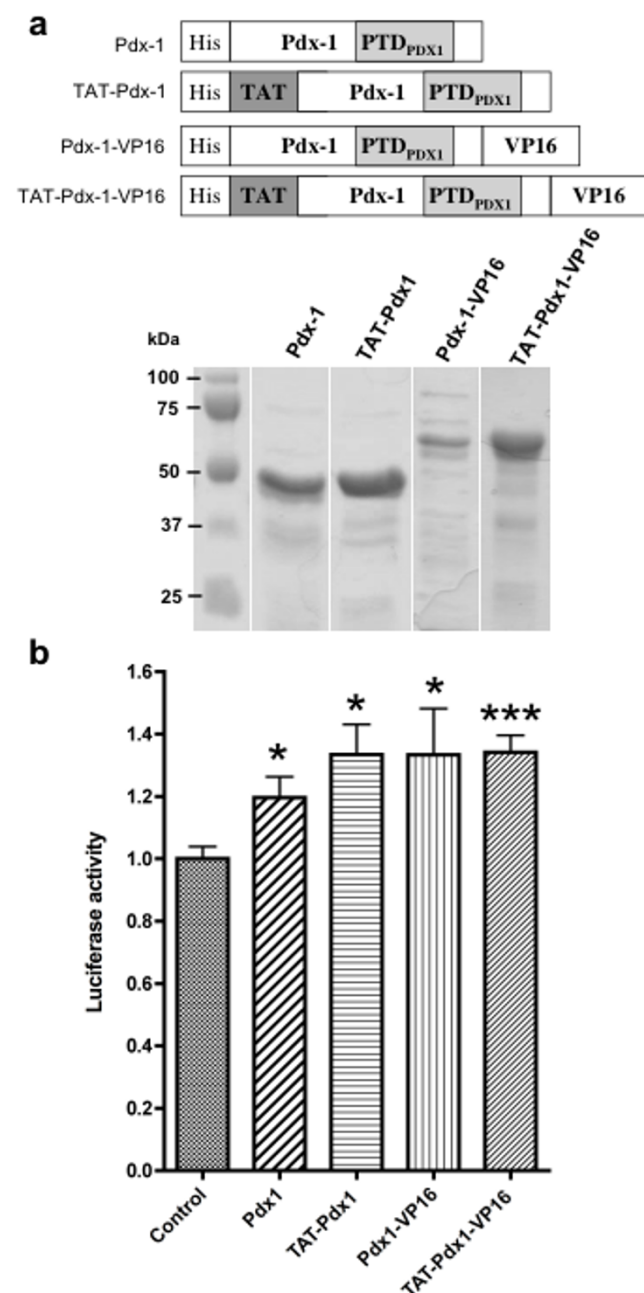 a
Pdx-1 His Pdx-1 PTDPDX1
TAT-Pdx-1 His TAT Pdx-1 PTDPDX1
Pdx-1-VP16 His Pdx-1 PTDPDX1 VP16
TAT-Pdx-1-VP16 His TAT Pdx-1 PTDPDX1 VP16
kDa Pdx-1 TAT-Pdx1 Pdx-1-VP16 TAT-Pdx1-VP16
100
75
50
37
25
b
1.6
1.4
1.2
1.0
0.8
0.6
0.4
0.2
0.0
Luciferase activity
* * * ***
Control Pdx1 TAT-Pdx1 Pdx1-VP16 TAT-Pdx1-VP16